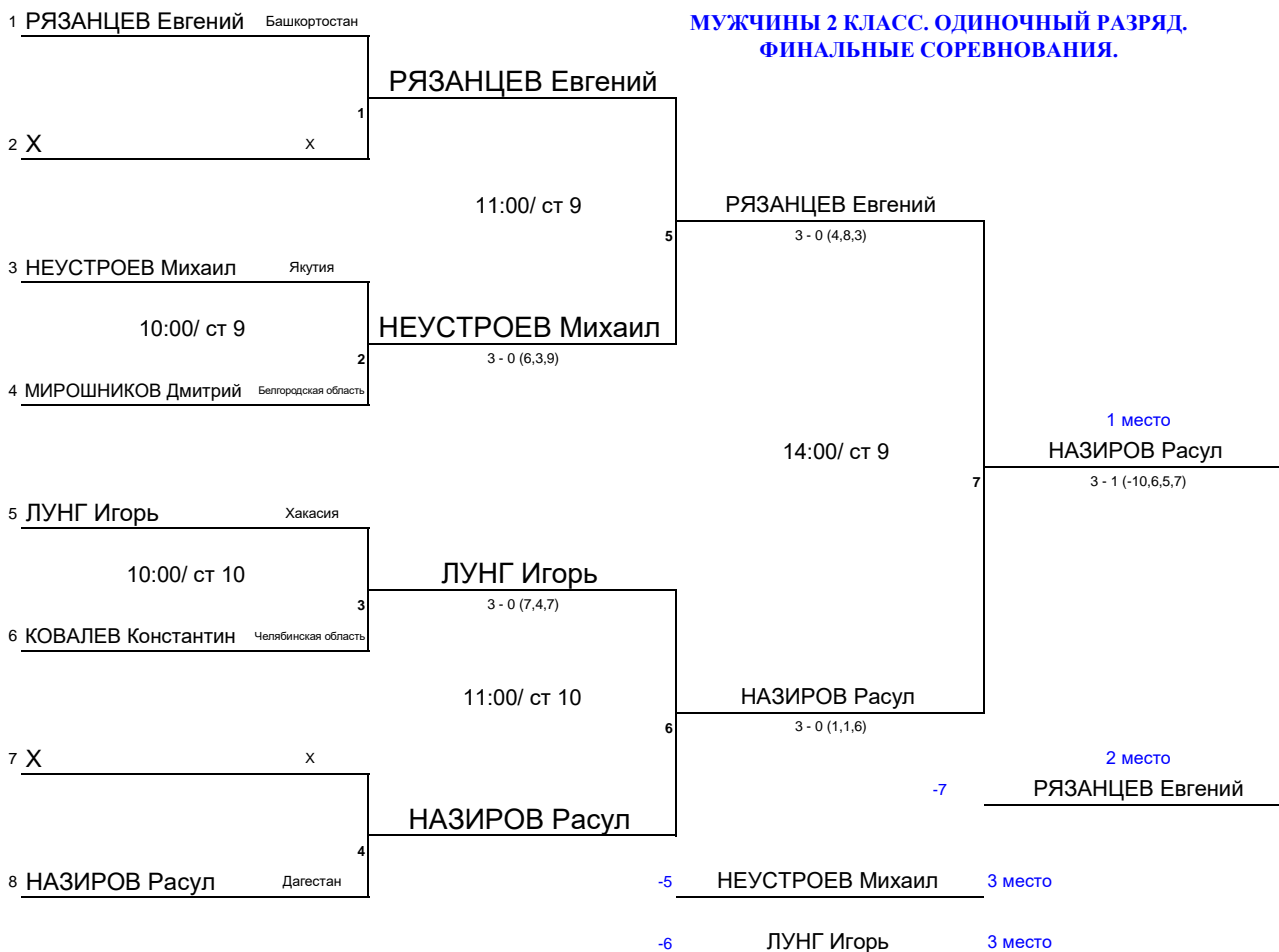 МУЖЧИНЫ 2 КЛАСС. ОДИНОЧНЫЙ РАЗРЯД.
ФИНАЛЬНЫЕ СОРЕВНОВАНИЯ.
1 РЯЗАНЦЕВ Евгений Башкортостан
РЯЗАНЦЕВ Евгений
1
2 X X
11:00/ ст 9
РЯЗАНЦЕВ Евгений
5
3 - 0 (4,8,3)
3 НЕУСТРОЕВ Михаил Якутия
10:00/ ст 9
НЕУСТРОЕВ Михаил
2
3 - 0 (6,3,9)
4 МИРОШНИКОВ Дмитрий Белгородская область
1 место
14:00/ ст 9
НАЗИРОВ Расул
7
3 - 1 (-10,6,5,7)
5 ЛУНГ Игорь Хакасия
10:00/ ст 10
ЛУНГ Игорь
3
3 - 0 (7,4,7)
6 КОВАЛЕВ Константин Челябинская область
11:00/ ст 10
НАЗИРОВ Расул
6
3 - 0 (1,1,6)
7 X X
2 место
-7 РЯЗАНЦЕВ Евгений
НАЗИРОВ Расул
4
8 НАЗИРОВ Расул Дагестан
-5 НЕУСТРОЕВ Михаил 3 место
-6 ЛУНГ Игорь 3 место